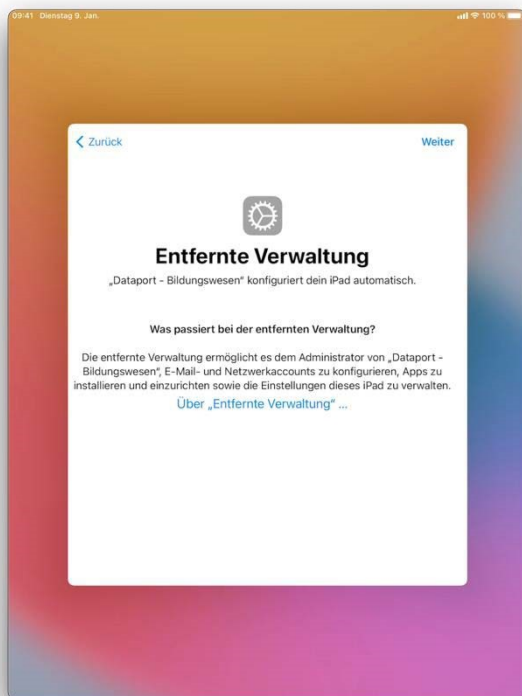 09:41 Dienstag 9. Jan.
100 %
Zurück
Weiter
Entfernte Verwaltung
„Dataport - Bildungswesen“ konfiguriert dein iPad automatisch.
Was passiert bei der entfernten Verwaltung?
Die entfernte Verwaltung ermöglicht es dem Administrator von „Dataport -
Bildungswesen“, E-Mail- und Netzwerkaccounts zu konfigurieren, Apps zu
installieren und einzurichten sowie die Einstellungen dieses iPad zu verwalten.
Über „Entfernte Verwaltung“ ...